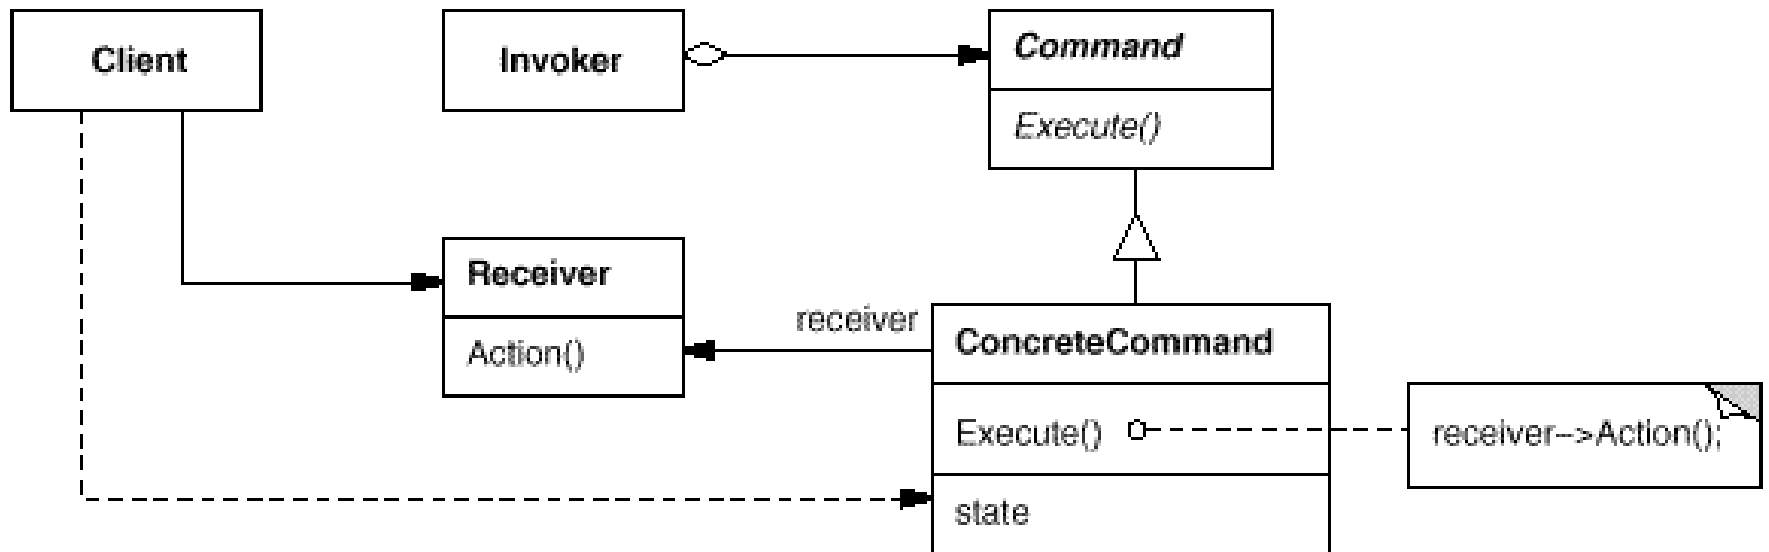 Client
Invoker
Command
Execute()
Receiver
Action()
receiver
ConcreteCommand
Execute()
receiver-->Action();
state